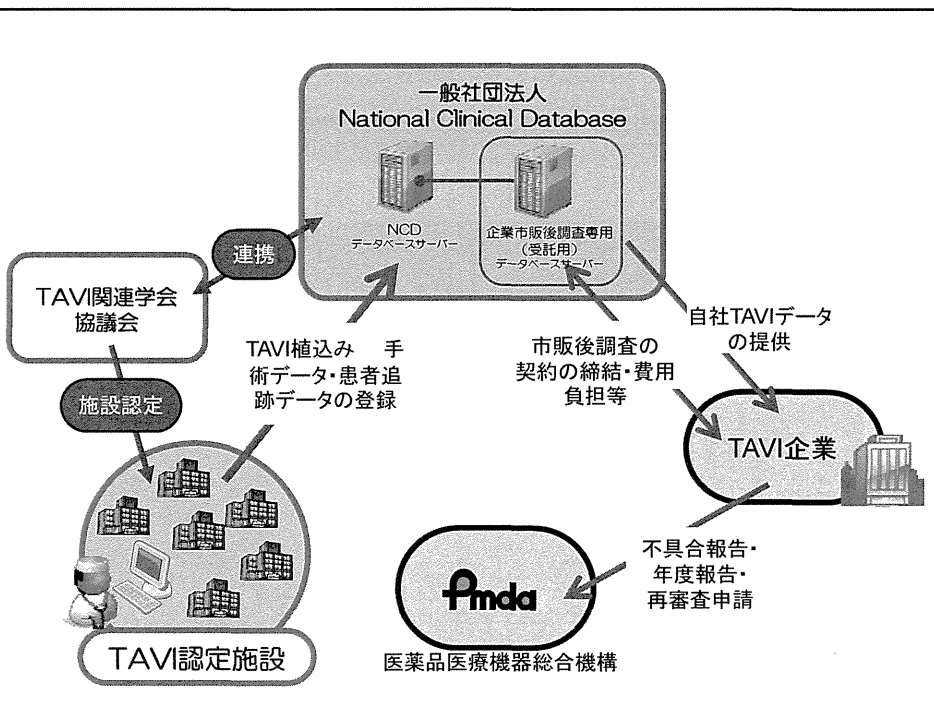 一般社団法人
National Clinical Database
NCD
データベースサーバー
企業市販後調査専用
(受託用)
データベースサーバー
連携
TAVI関連学会
協議会
施設認定
TAVI植込み 手
術データ・患者追
跡データの登録
市販後調査の
契約の締結・費用
負担等
自社TAVIデータ
の提供
TAVI企業
不具合報告・
年度報告・
再審査申請
Pmda
医薬品医療機器総合機構
TAVI認定施設